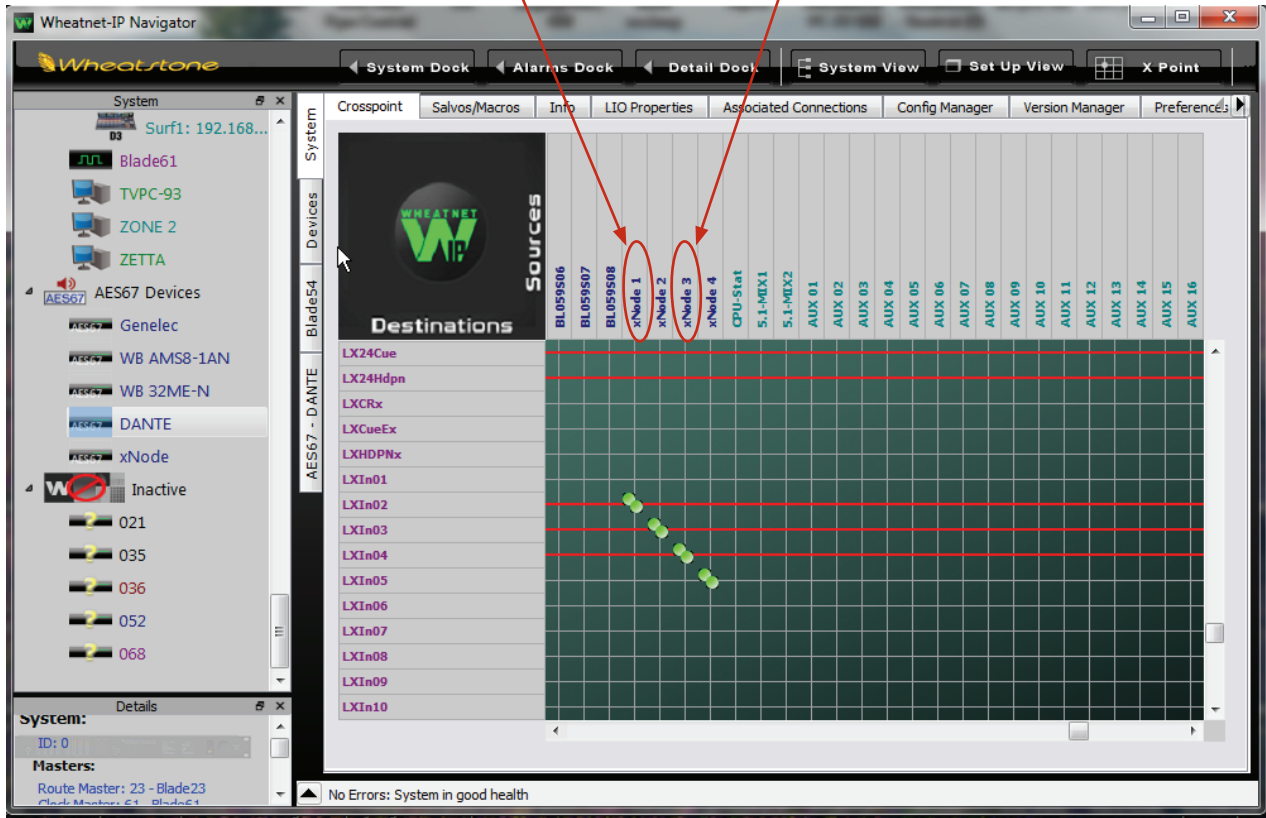 Wheatnet-IP Navigator
Wheatstone
System Dock
Alarms Dock
Detail Dock
System View
Set Up View
X Point
System
D3
Surf1: 192.168...
Blade61
TVPC-93
ZONE 2
ZETTA
AES67
AES67 Devices
AES67
Genelec
AES67
WB AMS8-1AN
AES67
WB 32ME-N
AES67
DANTE
AES67
xNode
W
Inactive
?
021
?
035
?
036
?
052
?
068
Details
System:
ID: 0
Masters:
Route Master: 23 - Blade23
Clock Master: 61 - Blade61
System
Devices
Blade54
AES67 - DANTE
Crosspoint
Salvos/Macros
Info
LIO Properties
Associated Connections
Config Manager
Version Manager
Preferences
WHEATNET
W IP
Sources
Destinations
BL059S06
BL059S07
BL059S08
xNode 1
xNode 2
xNode 3
xNode 4
CPU-Stat
5.1-MIX1
5.1-MIX2
AUX 01
AUX 02
AUX 03
AUX 04
AUX 05
AUX 06
AUX 07
AUX 08
AUX 09
AUX 10
AUX 11
AUX 12
AUX 13
AUX 14
AUX 15
AUX 16
LX24Cue
LX24Hdpn
LXCRx
LXCueEx
LXHDPNx
LXIn01
LXIn02
LXIn03
LXIn04
LXIn05
LXIn06
LXIn07
LXIn08
LXIn09
LXIn10
No Errors: System in good health